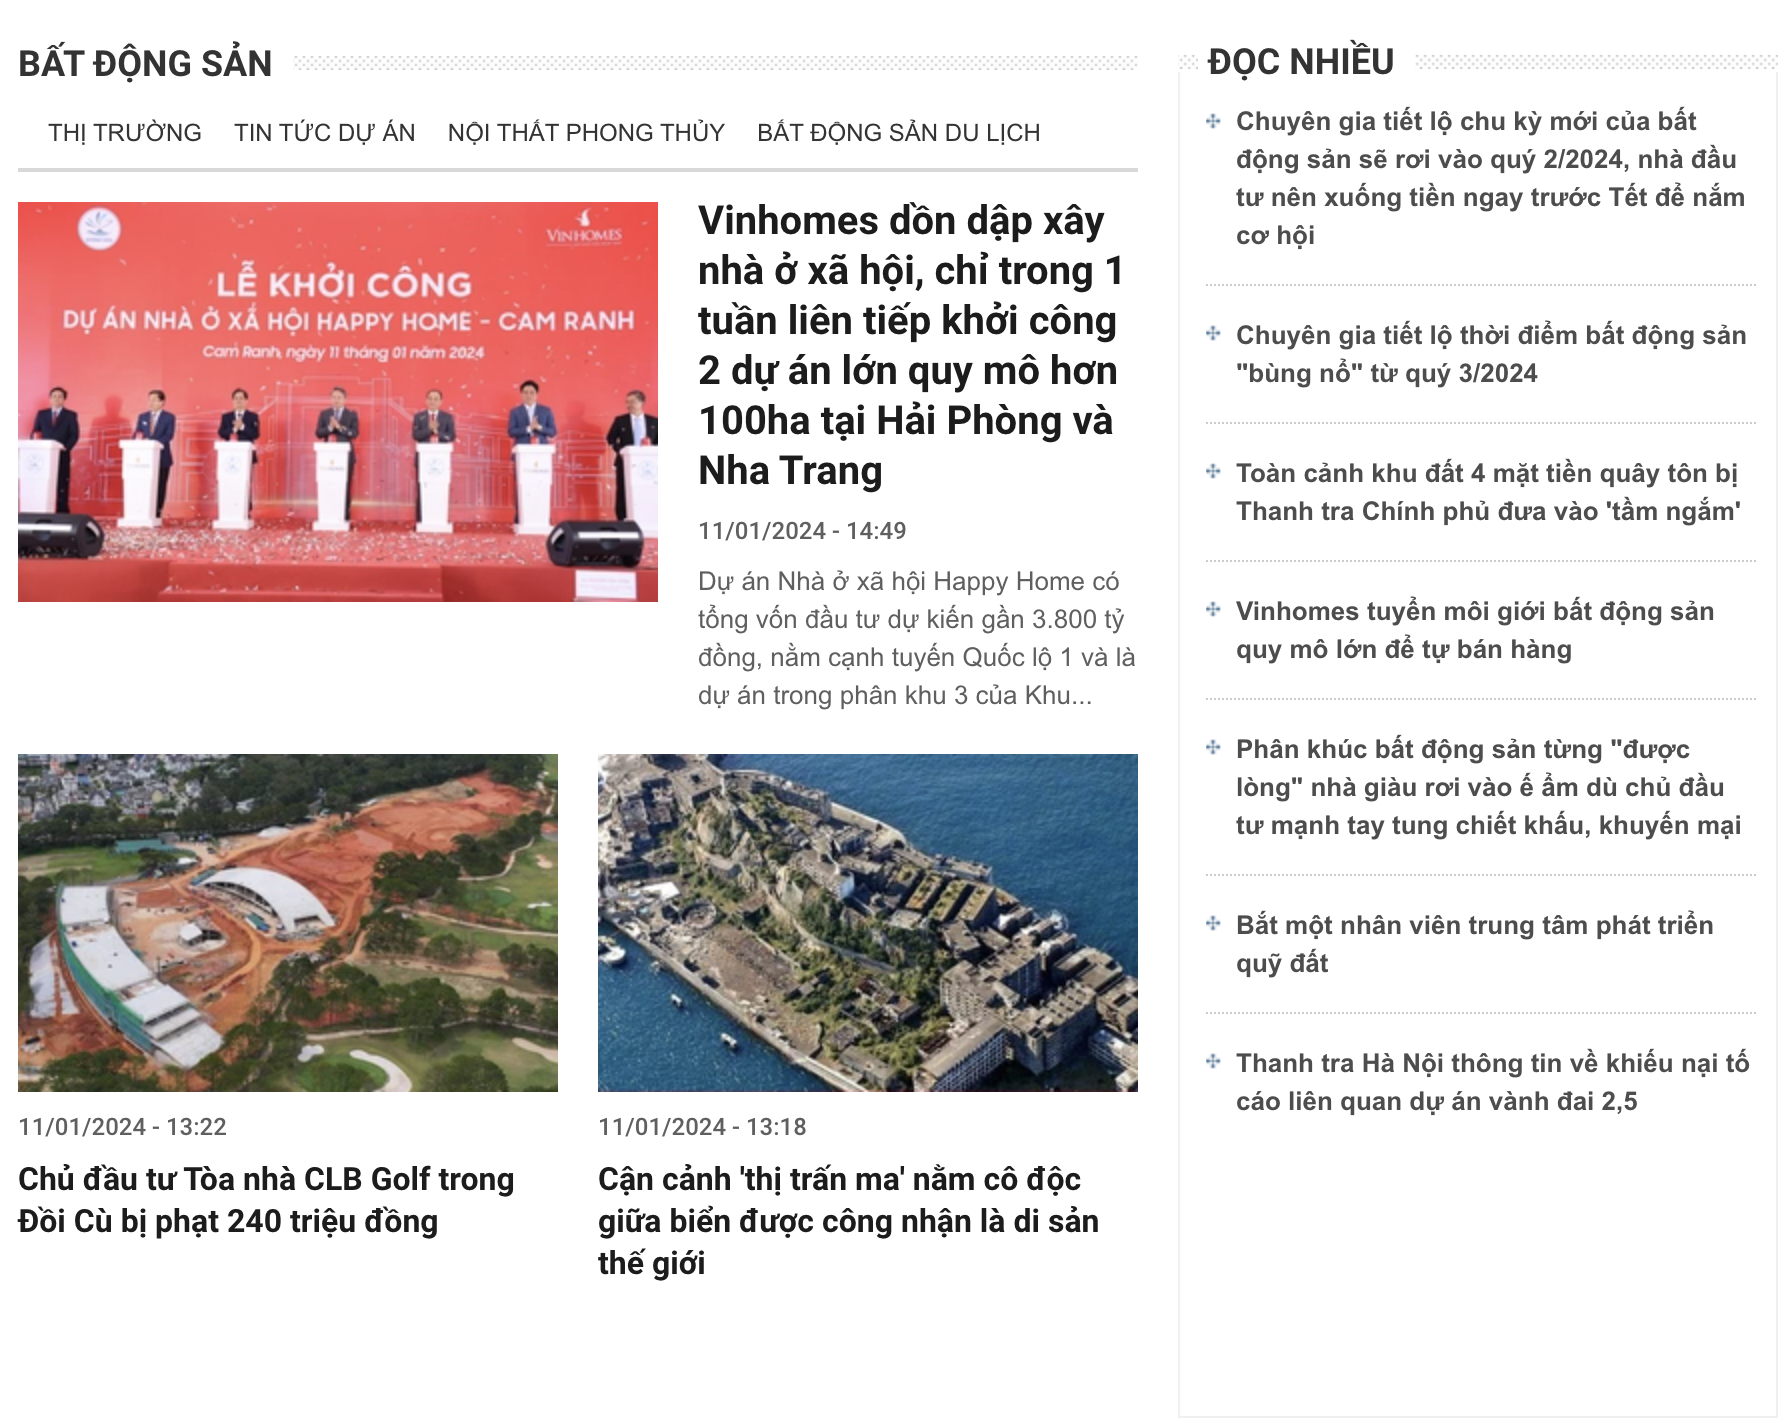 BẤT ĐỘNG SẢN
THỊ TRƯỜNG TIN TỨC DỰ ÁN NỘI THẤT PHONG THỦY BẤT ĐỘNG SẢN DU LỊCH
VINHOMES
LỄ KHỞI CÔNG
DỰ ÁN NHÀ Ở XÃ HỘI HAPPY HOME - CAM RANH
Cam Ranh, ngày 11 tháng 01 năm 2024
Vinhomes dồn dập xây
nhà ở xã hội, chỉ trong 1
tuần liên tiếp khởi công
2 dự án lớn quy mô hơn
100ha tại Hải Phòng và
Nha Trang
11/01/2024 - 14:49
Dự án Nhà ở xã hội Happy Home có
tổng vốn đầu tư dự kiến gần 3.800 tỷ
đồng, nằm cạnh tuyến Quốc lộ 1 và là
dự án trong phân khu 3 của Khu...
11/01/2024 - 13:22
Chủ đầu tư Tòa nhà CLB Golf trong
Đồi Cù bị phạt 240 triệu đồng
11/01/2024 - 13:18
Cận cảnh 'thị trấn ma' nằm cô độc
giữa biển được công nhận là di sản
thế giới
ĐỌC NHIỀU
Chuyên gia tiết lộ chu kỳ mới của bất
động sản sẽ rơi vào quý 2/2024, nhà đầu
tư nên xuống tiền ngay trước Tết để nắm
cơ hội
Chuyên gia tiết lộ thời điểm bất động sản
"bùng nổ" từ quý 3/2024
Toàn cảnh khu đất 4 mặt tiền quây tôn bị
Thanh tra Chính phủ đưa vào 'tầm ngắm'
Vinhomes tuyển môi giới bất động sản
quy mô lớn để tự bán hàng
Phân khúc bất động sản từng "được
lòng" nhà giàu rơi vào ế ẩm dù chủ đầu
tư mạnh tay tung chiết khấu, khuyến mại
Bắt một nhân viên trung tâm phát triển
quỹ đất
Thanh tra Hà Nội thông tin về khiếu nại tố
cáo liên quan dự án vành đai 2,5